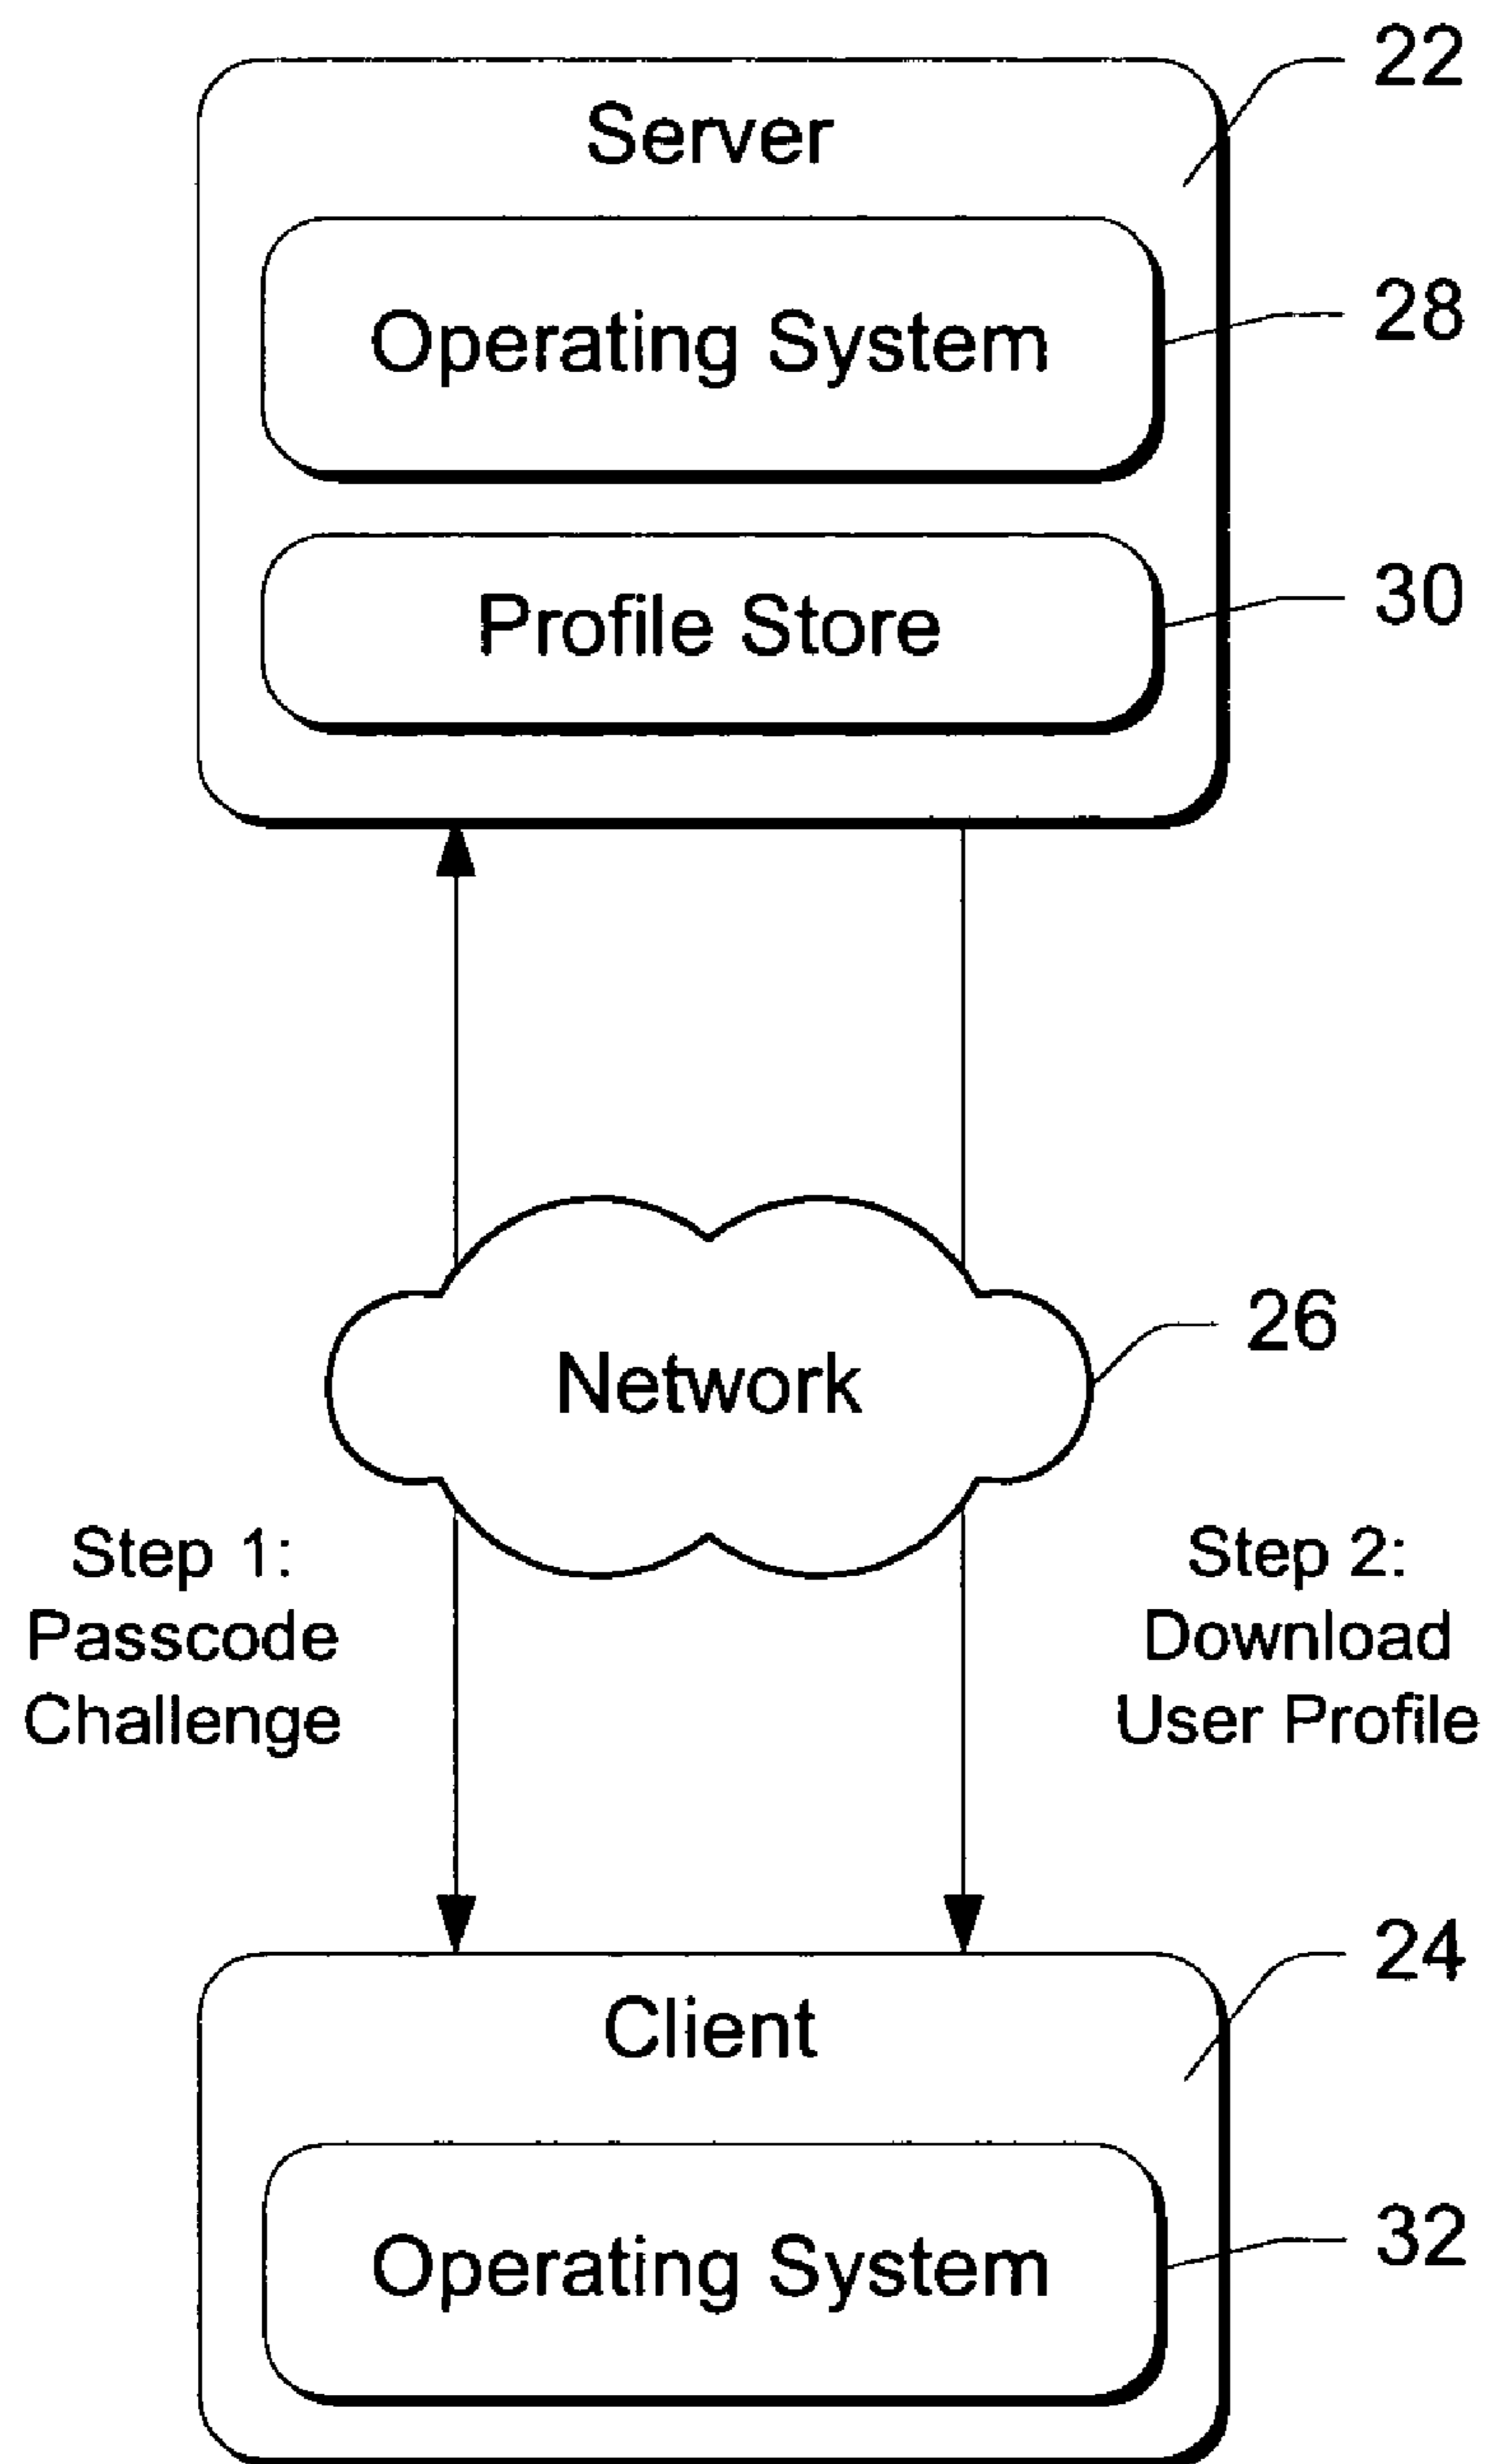 22
Server
Operating System
28
Profile Store
30
Network
26
Step 1:
Passcode
Challenge
Step 2:
Download
User Profile
24
Client
Operating System
32